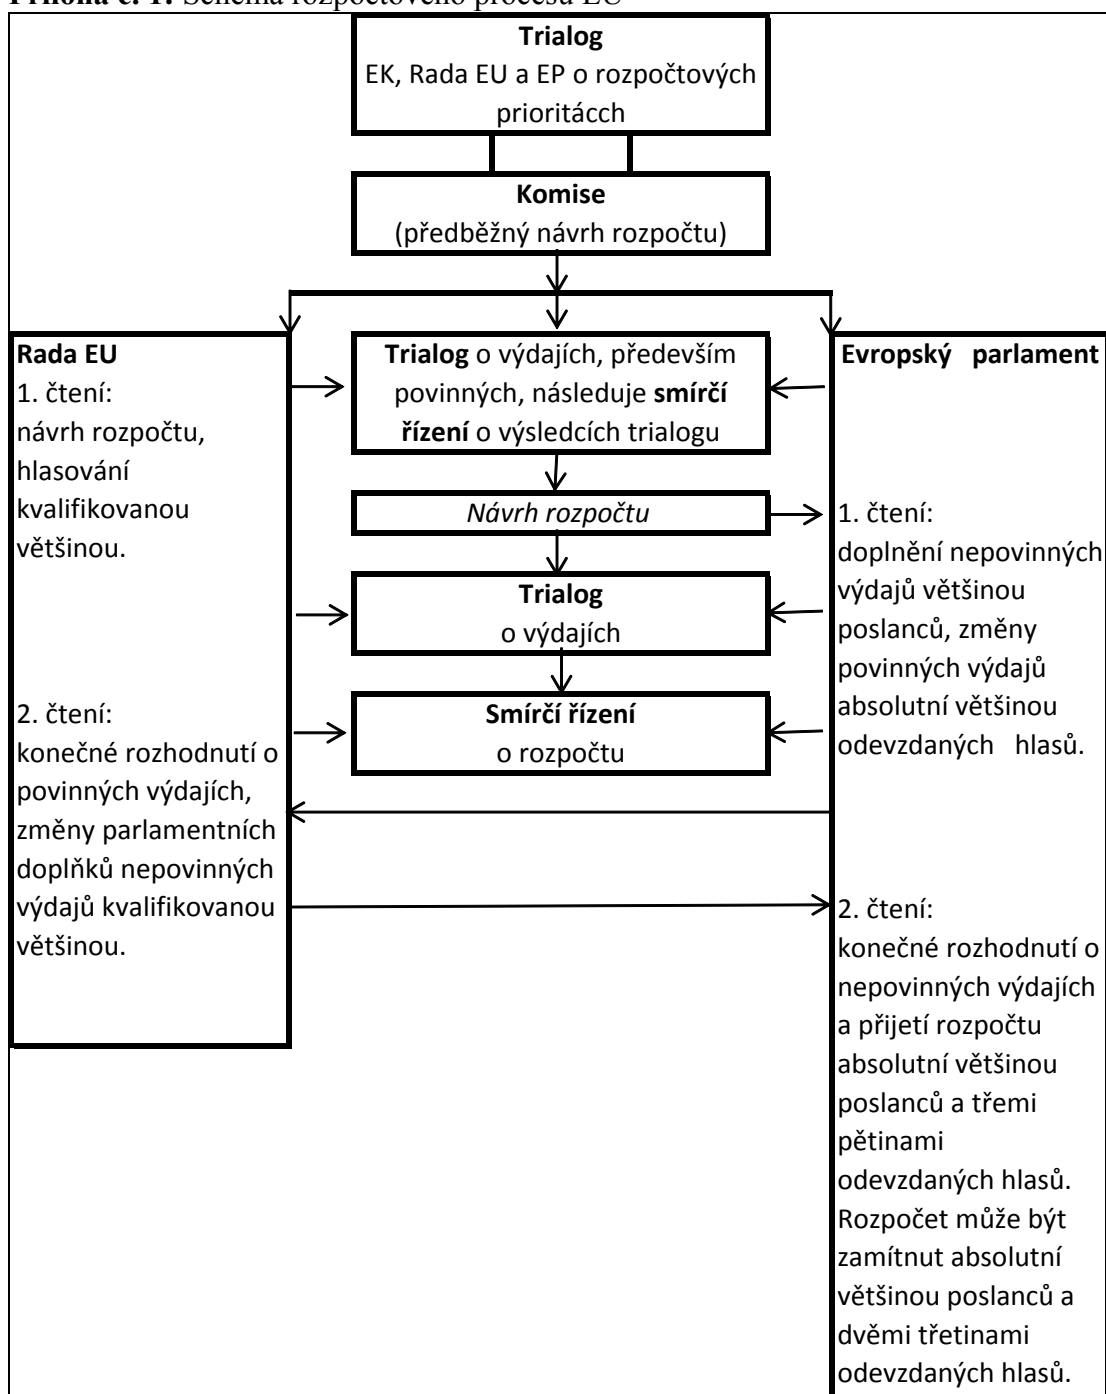 Příloha č. 1: Schéma rozpočtového procesu EU
Trialog
EK, Rada EU a EP o rozpočtových
prioritácch
Komise
(předběžný návrh rozpočtu)
Rada EU
1. čtení:
návrh rozpočtu,
hlasování
kvalifikovanou
většinou.
2. čtení:
konečné rozhodnutí o
povinných výdajích,
změny parlamentních
doplňků nepovinných
výdajů kvalifikovanou
většinou.
Trialog o výdajích, především
povinných, následuje smírčí
řízení o výsledcích trialogu
Návrh rozpočtu
Trialog
o výdajích
Smírčí řízení
o rozpočtu
Evropský parlament
1. čtení:
doplnění nepovinných
výdajů většinou
poslanců, změny
povinných výdajů
absolutní většinou
odevzdaných hlasů.
2. čtení:
konečné rozhodnutí o
nepovinných výdajích
a přijetí rozpočtu
absolutní většinou
poslanců a třemi
pětinami
odevzdaných hlasů.
Rozpočet může být
zamítnut absolutní
většinou poslanců a
dvěmi třetinami
odevzdaných hlasů.